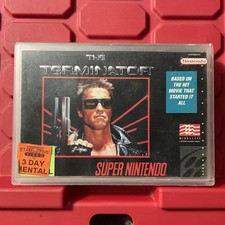 THE
TERMINATOR
Nintendo
BASED ON
THE HIT
MOVIE THAT
STARTED IT
ALL
3 DAY
RENTAL
SUPER NINTENDO